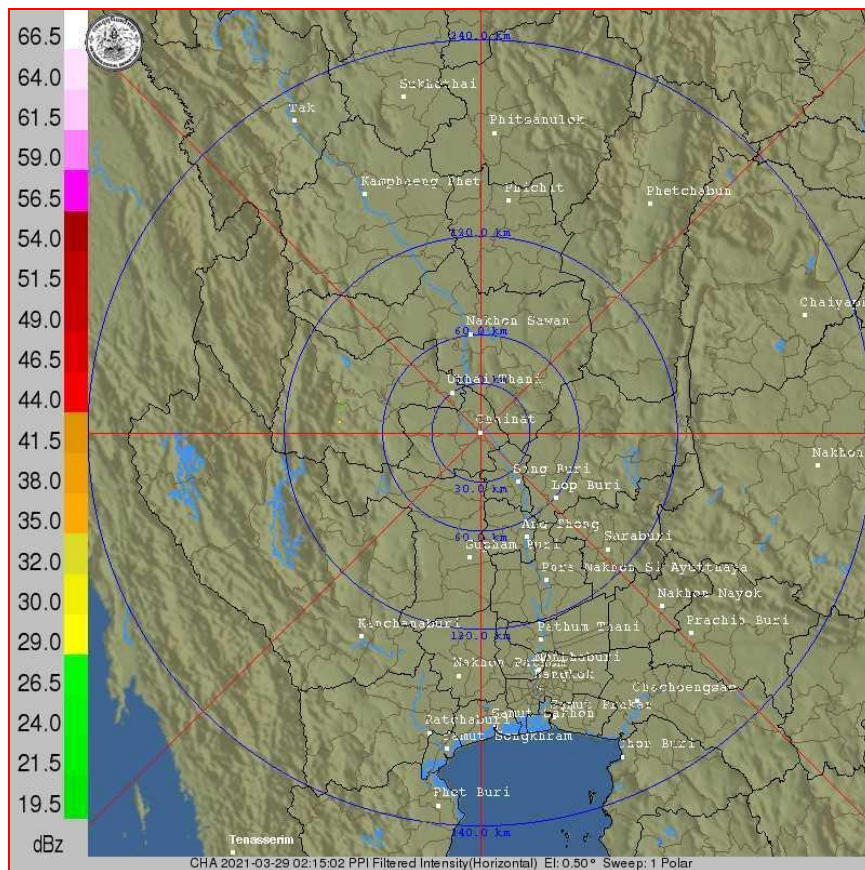 66.5
64.0
61.5
59.0
56.5
54.0
51.5
49.0
46.5
44.0
41.5
38.0
35.0
32.0
30.0
29.0
26.5
24.0
21.5
19.5
dBz
240.0 km
Sukhothai
Tak
Phitsanulok
Kamphaeng Phet
Phichit
Phetchabun
120.0 km
Chaiyaph
Nakhon Sawan
60.0 km
Uthai Thani
Chainat
Nakhon
Sing Buri
30.0 km
Lop Buri
Ang Thong
60.0 km
Suphan Buri
Saraburi
Pora Nakhon Si Ayutthaya
Nakhon Nayok
Prachin Buri
Kanchanaburi
120.0 km
Pathum Thani
Nakhon Pathom
Nonthaburi
Bangkok
Chachoengsao
Samut Prakar
Samut Sakhon
Ratchaburi
Samut Songkhram
Chon Buri
Phet Buri
240.0 km
Tenasserim
CHA 2021-03-29 02:15:02 PPI Filtered Intensity(Horizontal) El: 0.50° Sweep: 1 Polar